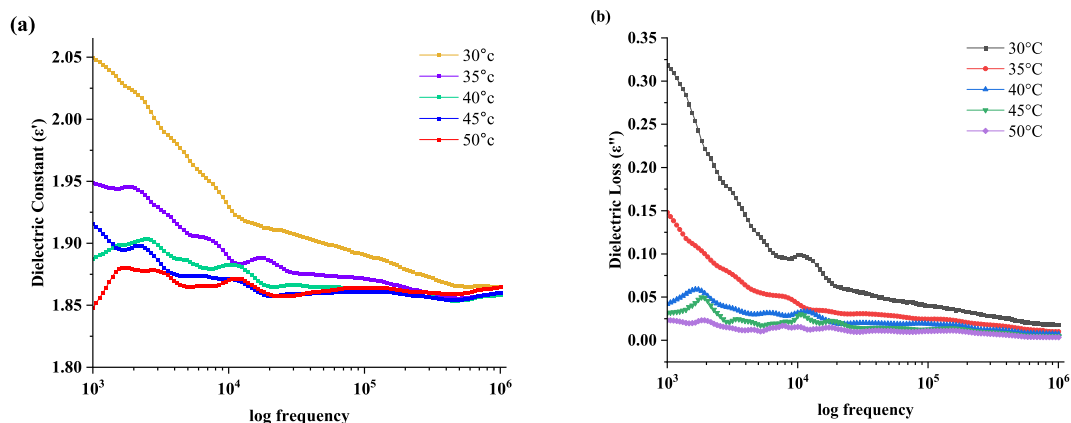 (a)
2.05
2.00
1.95
1.90
1.85
1.80
Dielectric Constant (ε')
10³
10⁴
10⁵
10⁶
log frequency
30°c
35°c
40°c
45°c
50°c
(b)
0.35
0.30
0.25
0.20
0.15
0.10
0.05
0.00
Dielectric Loss (ε")
10³
10⁴
10⁵
10⁶
log frequency
30°C
35°C
40°C
45°C
50°C